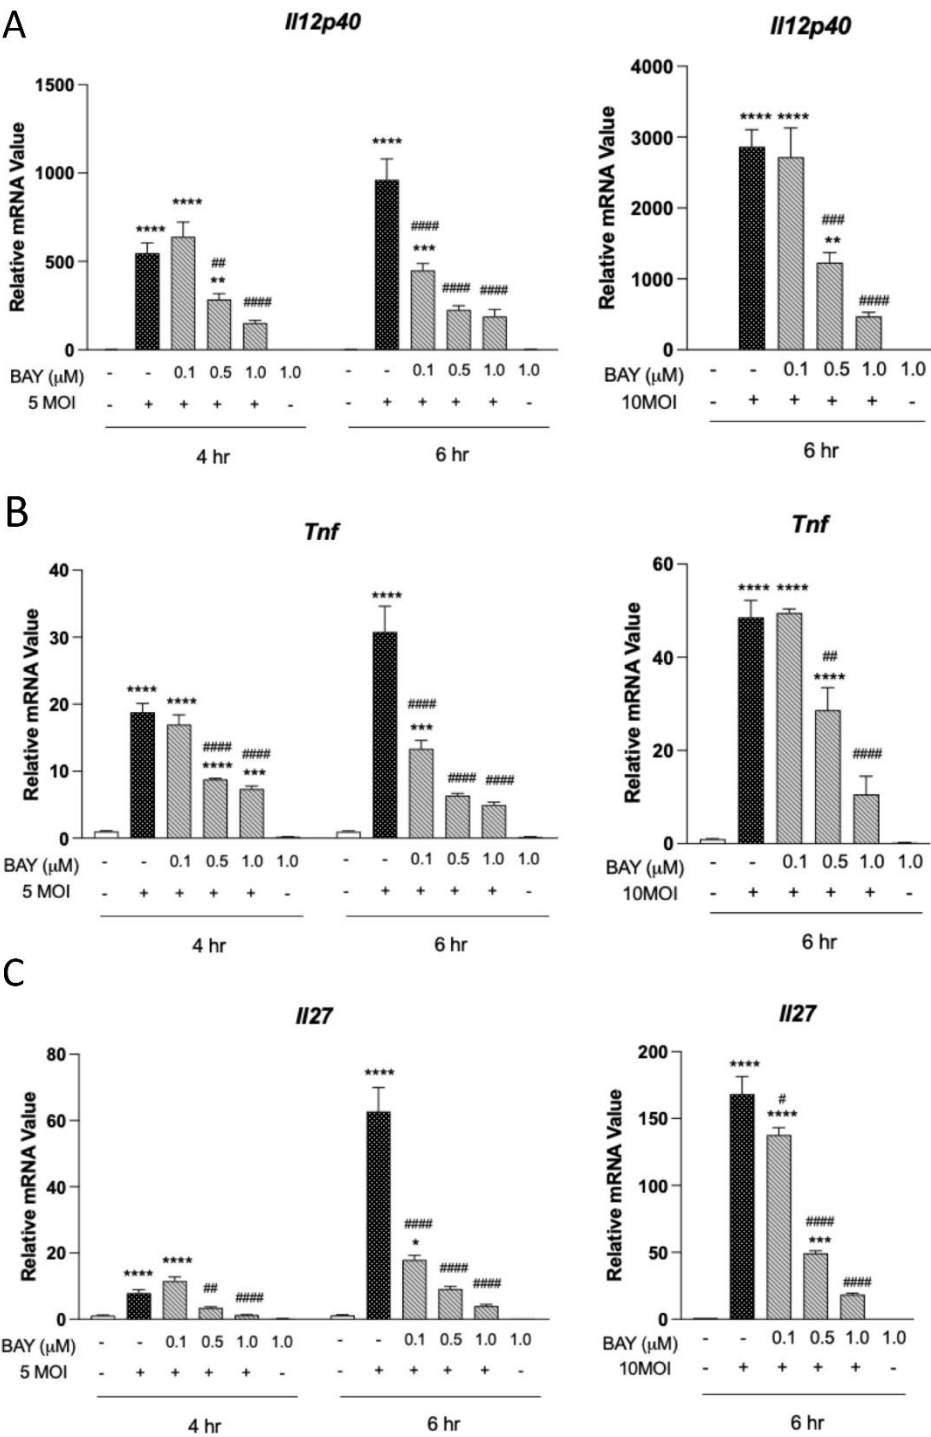 A
Il12p40
Il12p40
Relative mRNA Value
1500
1000
500
0
****
****
##
**
####
****
####
***
####
####
BAY (µM) - - 0.1 0.5 1.0 1.0 - - 0.1 0.5 1.0 1.0
5 MOI - + + + + - - + + + + -
4 hr 6 hr
Relative mRNA Value
4000
3000
2000
1000
0
**** ****
###
**
####
BAY (µM) - - 0.1 0.5 1.0 1.0
10MOI - + + + + -
6 hr
B
Tnf
Tnf
Relative mRNA Value
40
30
20
10
0
****
****
####
****
####
***
****
####
***
####
####
BAY (µM) - - 0.1 0.5 1.0 1.0 - - 0.1 0.5 1.0 1.0
5 MOI - + + + + - - + + + + -
4 hr 6 hr
Relative mRNA Value
60
40
20
0
**** ****
##
****
####
BAY (µM) - - 0.1 0.5 1.0 1.0
10MOI - + + + + -
6 hr
C
Il27
Il27
Relative mRNA Value
80
60
40
20
0
****
****
##
####
****
####
*
####
####
BAY (µM) - - 0.1 0.5 1.0 1.0 - - 0.1 0.5 1.0 1.0
5 MOI - + + + + - - + + + + -
4 hr 6 hr
Relative mRNA Value
200
150
100
50
0
****
#
****
####
***
####
BAY (µM) - - 0.1 0.5 1.0 1.0
10MOI - + + + + -
6 hr